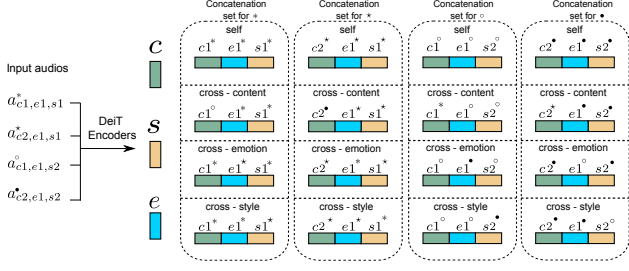 Concatenation set for * Concatenation set for ⋆ Concatenation set for ○ Concatenation set for •
c self self self self
c1* e1* s1* c2⋆ e1⋆ s1⋆ c1○ e1○ s2○ c2• e1• s2•
Input audios
cross - content cross - content cross - content cross - content
a*c1,e1,s1 c1○ e1* s1* c2• e1⋆ s1⋆ c1* e1○ s2○ c2⋆ e1• s2•
DeiT
Encoders
s
a⋆c2,e1,s1
cross - emotion cross - emotion cross - emotion cross - emotion
a○c1,e1,s2 c1* e1⋆ s1* c2⋆ e1* s1⋆ c1○ e1• s2○ c2• e1○ s2•
a•c2,e1,s2
e cross - style cross - style cross - style cross - style
c1* e1* s1⋆ c2⋆ e1⋆ s1* c1○ e1○ s2• c2• e1• s2○